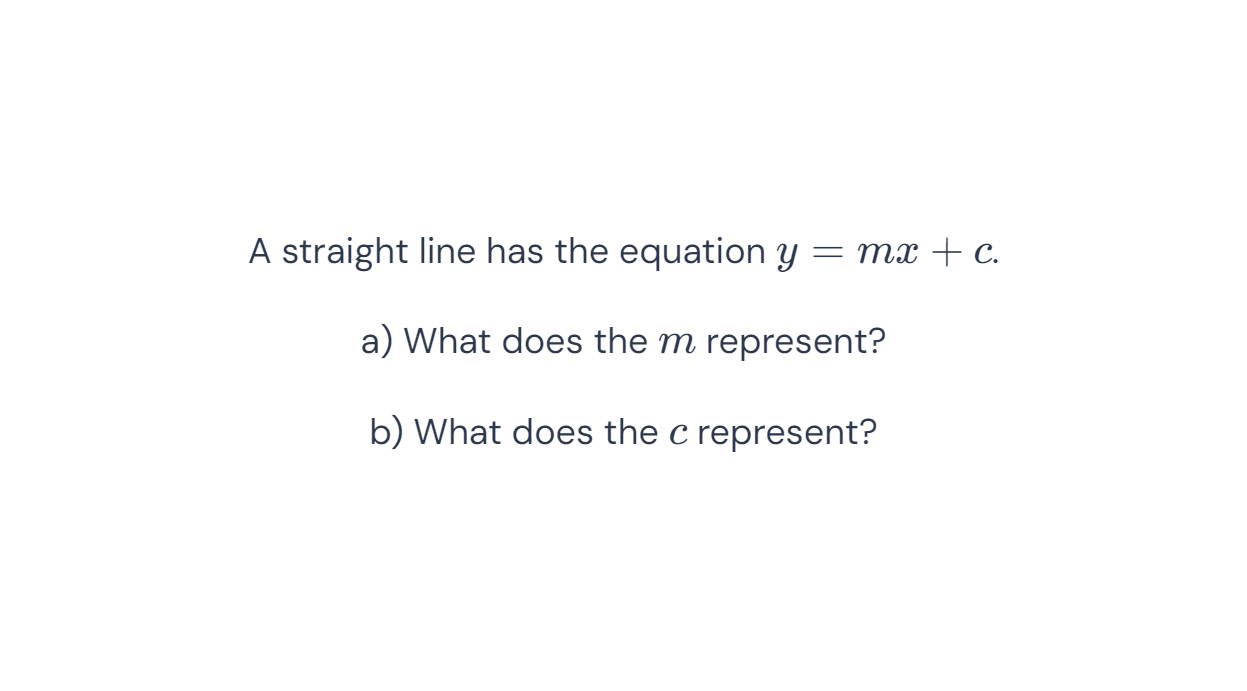 A straight line has the equation y = mx + c.
a) What does the m represent?
b) What does the c represent?